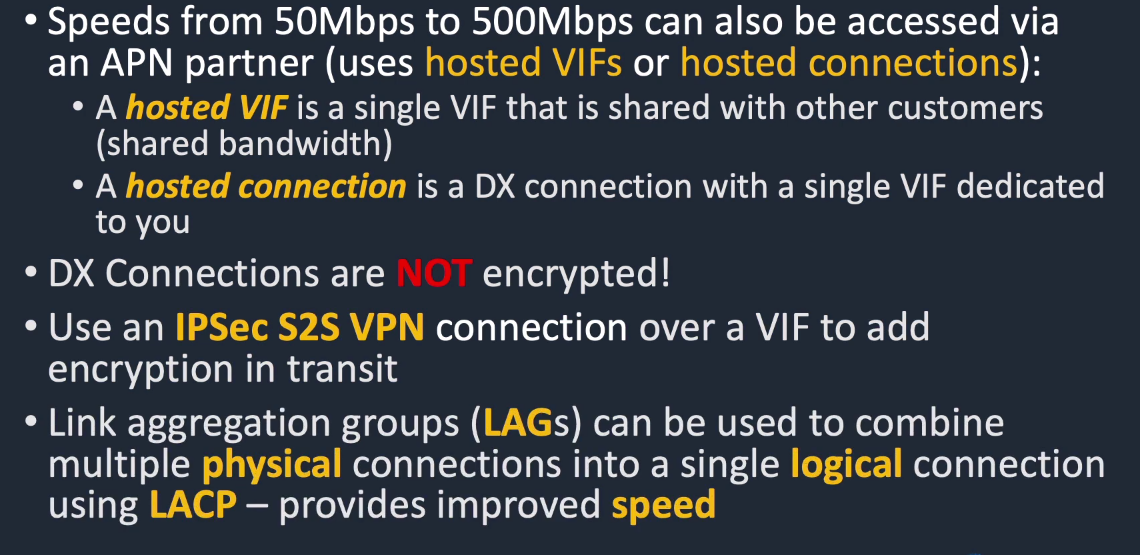 • Speeds from 50Mbps to 500Mbps can also be accessed via
an APN partner (uses hosted VIFs or hosted connections):
• A hosted VIF is a single VIF that is shared with other customers
(shared bandwidth)
• A hosted connection is a DX connection with a single VIF dedicated
to you
• DX Connections are NOT encrypted!
• Use an IPSec S2S VPN connection over a VIF to add
encryption in transit
• Link aggregation groups (LAGs) can be used to combine
multiple physical connections into a single logical connection
using LACP – provides improved speed